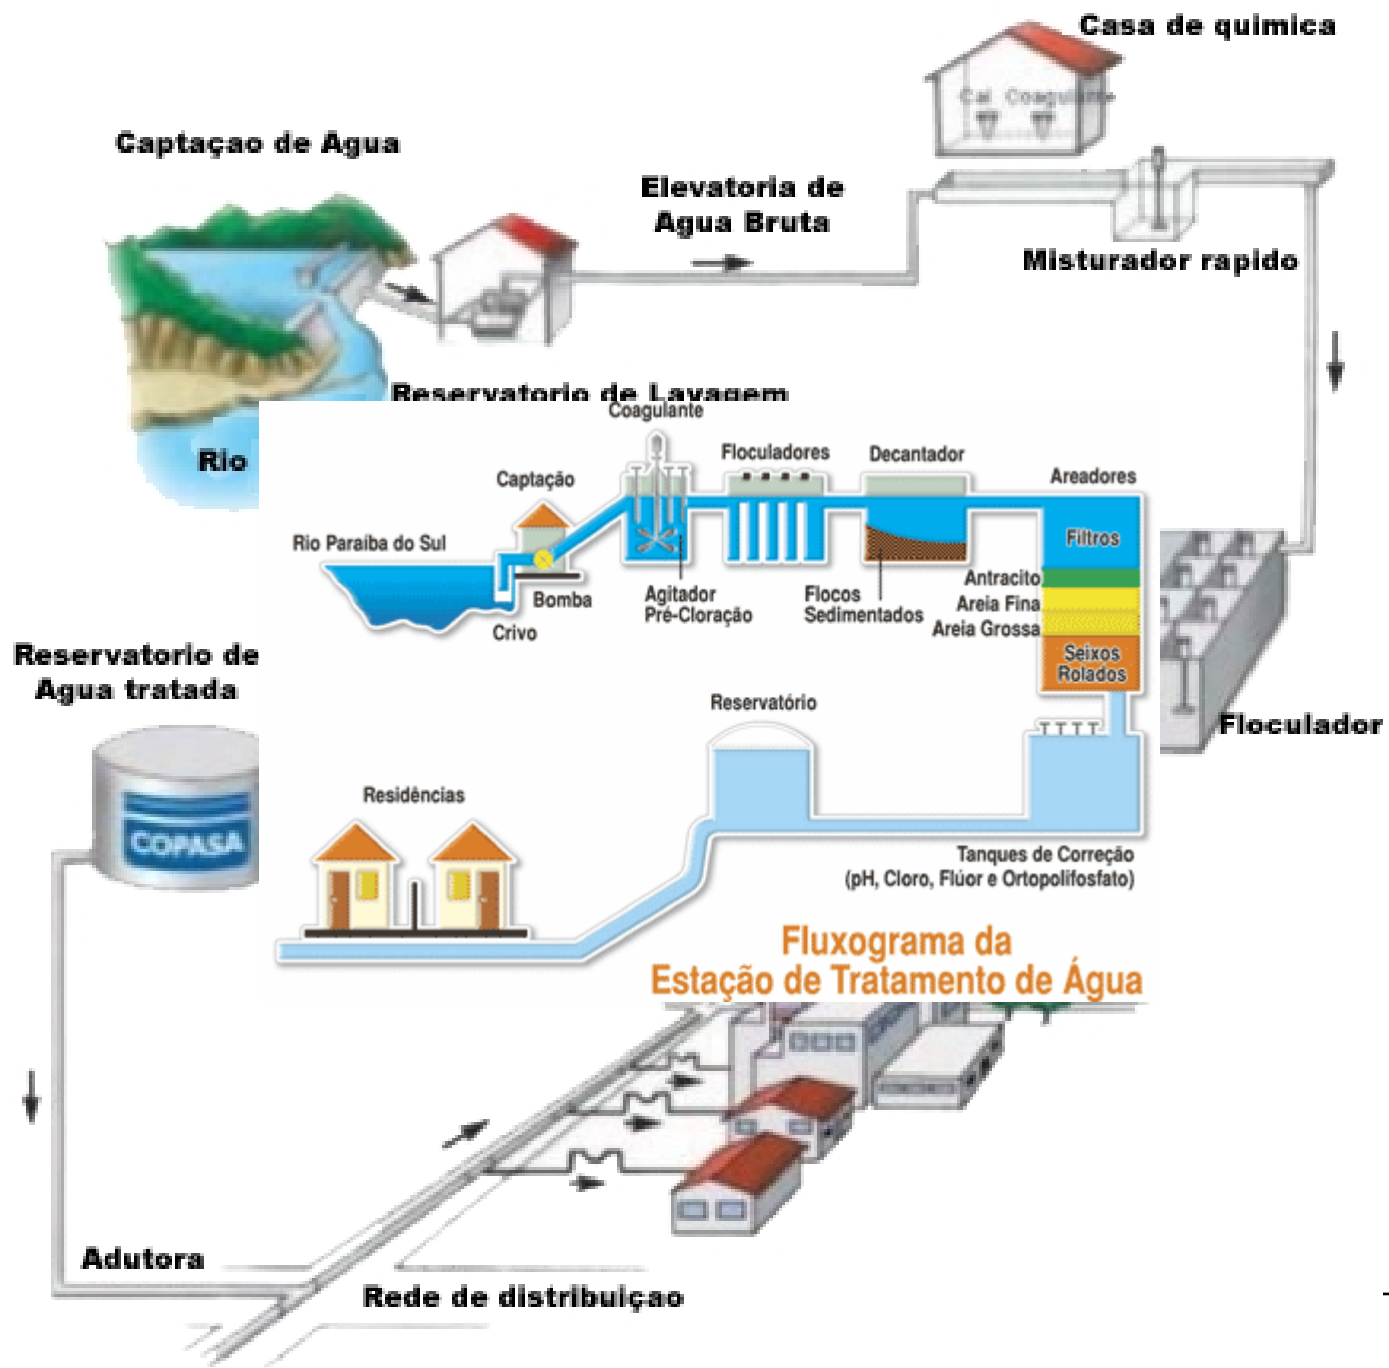 Casa de quimica
Cal Coagulante
Captaçao de Agua
Elevatoria de
Agua Bruta
Misturador rapido
Reservatorio de Lavagem
Rio
Coagulante
Floculadores
Decantador
Captação
Areadores
Rio Paraíba do Sul
Filtros
Bomba
Crivo
Agitador
Pré-Cloração
Flocos
Sedimentados
Antracito
Areia Fina
Areia Grossa
Seixos
Rolados
Reservatorio de
Agua tratada
Reservatório
Floculador
Residências
COPASA
Tanques de Correção
(pH, Cloro, Flúor e Ortopolifosfato)
Fluxograma da
Estação de Tratamento de Água
Adutora
Rede de distribuiçao